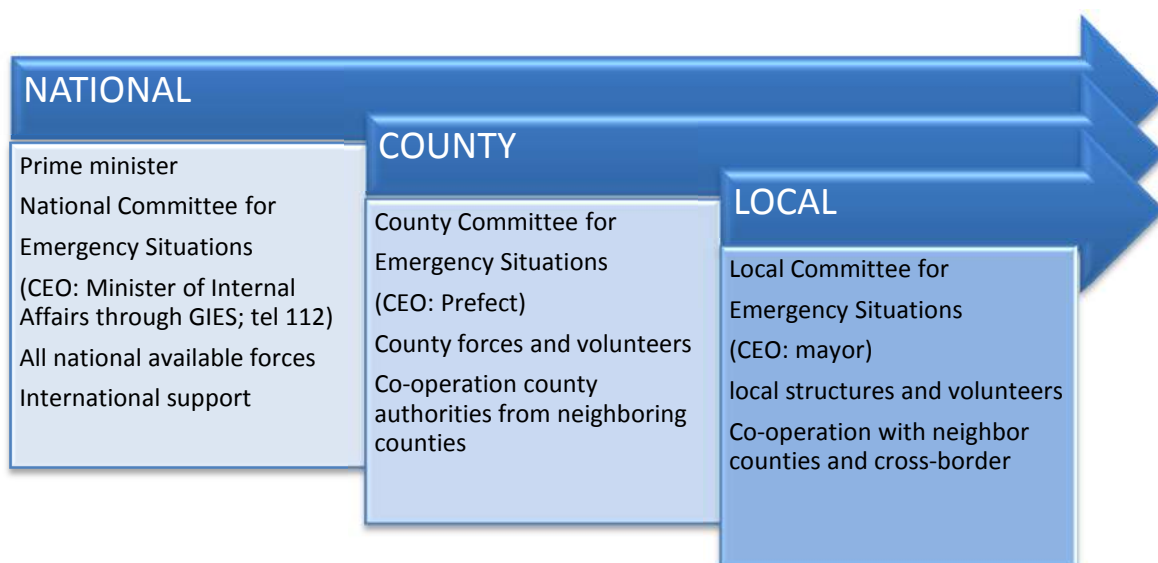 NATIONAL
Prime minister
National Committee for
Emergency Situations
(CEO: Minister of Internal
Affairs through GIES; tel 112)
All national available forces
International support
COUNTY
County Committee for
Emergency Situations
(CEO: Prefect)
County forces and volunteers
Co-operation county
authorities from neighboring
counties
LOCAL
Local Committee for
Emergency Situations
(CEO: mayor)
local structures and volunteers
Co-operation with neighbor
counties and cross-border